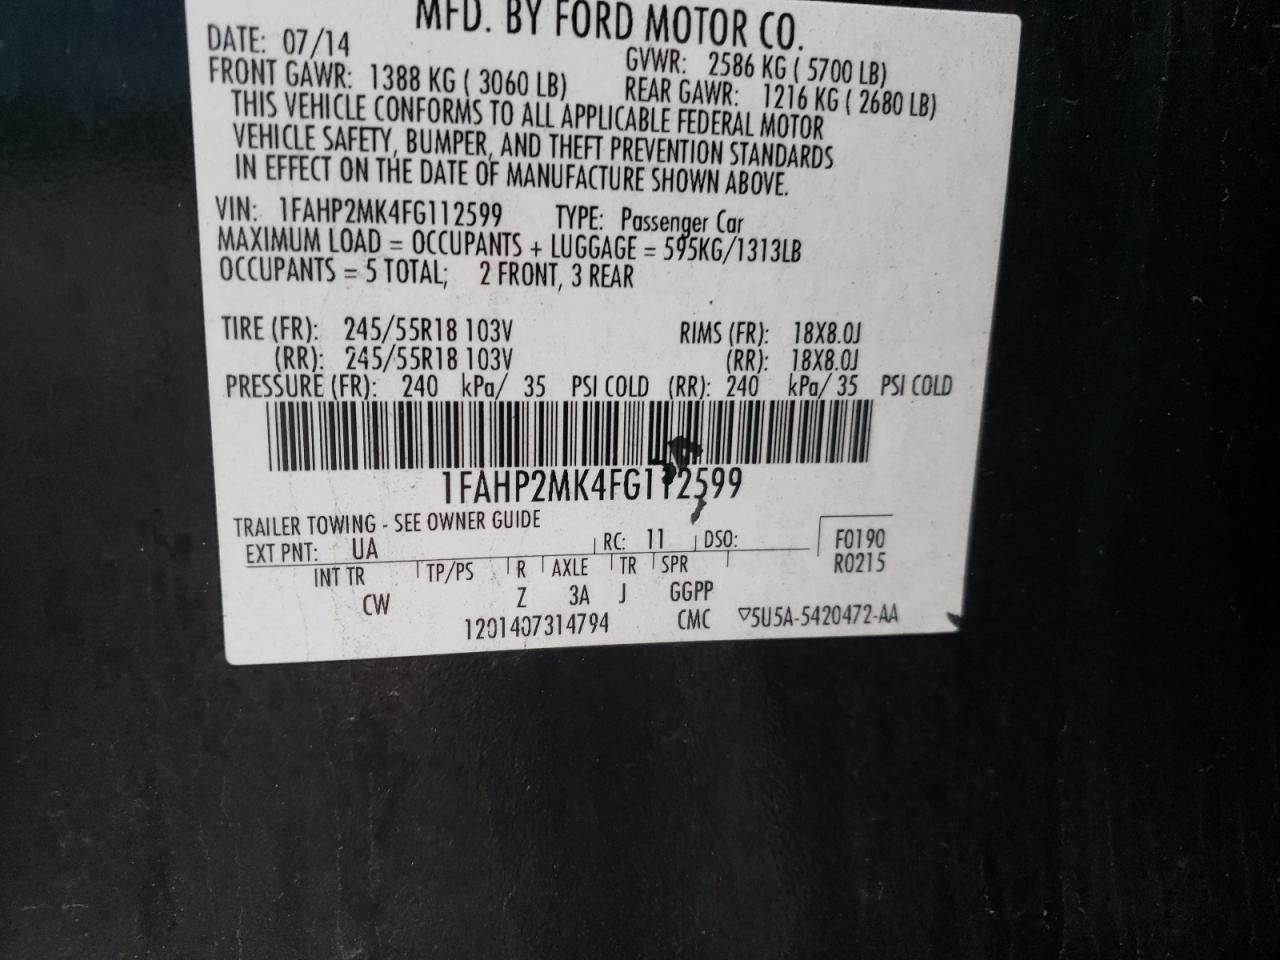 MFD. BY FORD MOTOR CO.
DATE: 07/14 GVWR: 2586 KG ( 5700 LB)
FRONT GAWR: 1388 KG ( 3060 LB) REAR GAWR: 1216 KG ( 2680 LB)
THIS VEHICLE CONFORMS TO ALL APPLICABLE FEDERAL MOTOR
VEHICLE SAFETY, BUMPER, AND THEFT PREVENTION STANDARDS
IN EFFECT ON THE DATE OF MANUFACTURE SHOWN ABOVE.
VIN: 1FAHP2MK4FG112599 TYPE: Passenger Car
MAXIMUM LOAD = OCCUPANTS + LUGGAGE = 595KG/1313LB
OCCUPANTS = 5 TOTAL; 2 FRONT, 3 REAR
TIRE (FR): 245/55R18 103V RIMS (FR): 18X8.0J
(RR): 245/55R18 103V (RR): 18X8.0J
PRESSURE (FR): 240 kPa/ 35 PSI COLD (RR): 240 kPa/ 35 PSI COLD
1FAHP2MK4FG112599
TRAILER TOWING - SEE OWNER GUIDE
EXT PNT: UA RC: 11 DSO: F0190
R0215
INT TR TP/PS R AXLE TR SPR
CW Z 3A J GGPP
1201407314794 CMC ▽5U5A-5420472-AA